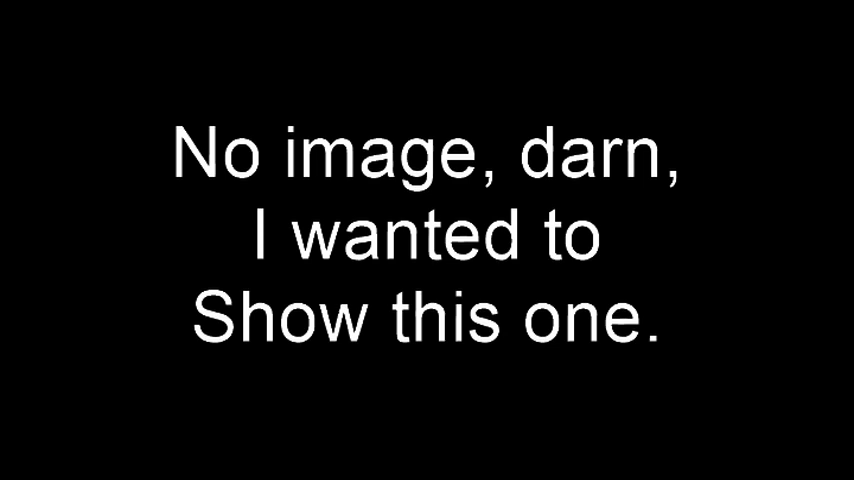 No image, darn,
I wanted to
Show this one.